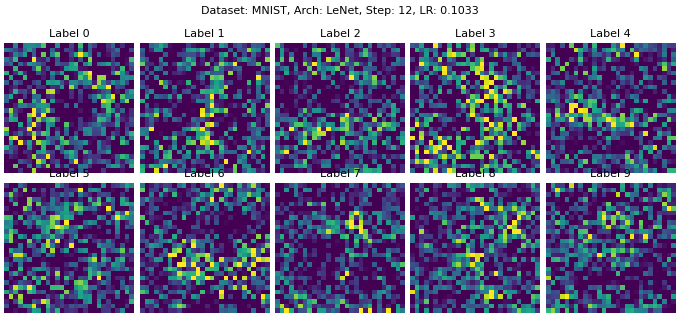 Dataset: MNIST, Arch: LeNet, Step: 12, LR: 0.1033
Label 0 Label 1 Label 2 Label 3 Label 4
Label 5 Label 6 Label 7 Label 8 Label 9